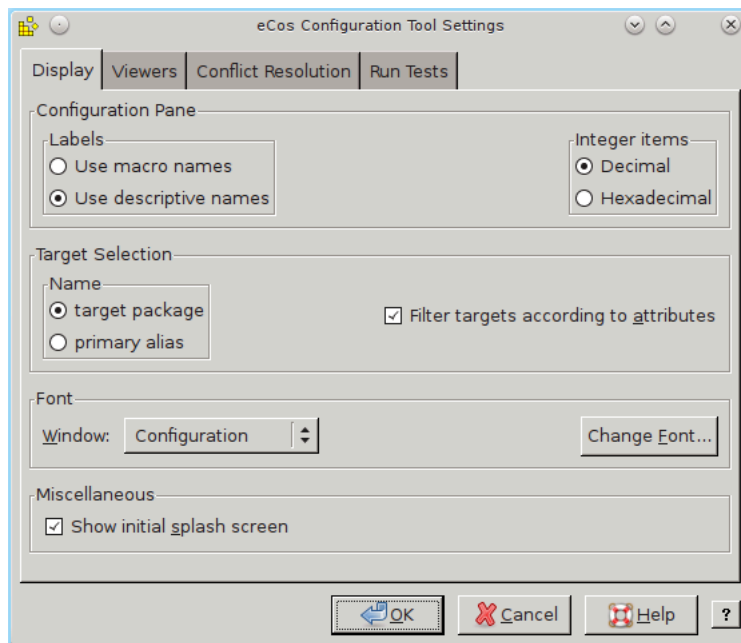 eCos Configuration Tool Settings
Display Viewers Conflict Resolution Run Tests
Configuration Pane
Labels
Use macro names
Use descriptive names
Integer items
Decimal
Hexadecimal
Target Selection
Name
target package
primary alias
Filter targets according to attributes
Font
Window: Configuration Change Font...
Miscellaneous
Show initial splash screen
OK Cancel Help ?